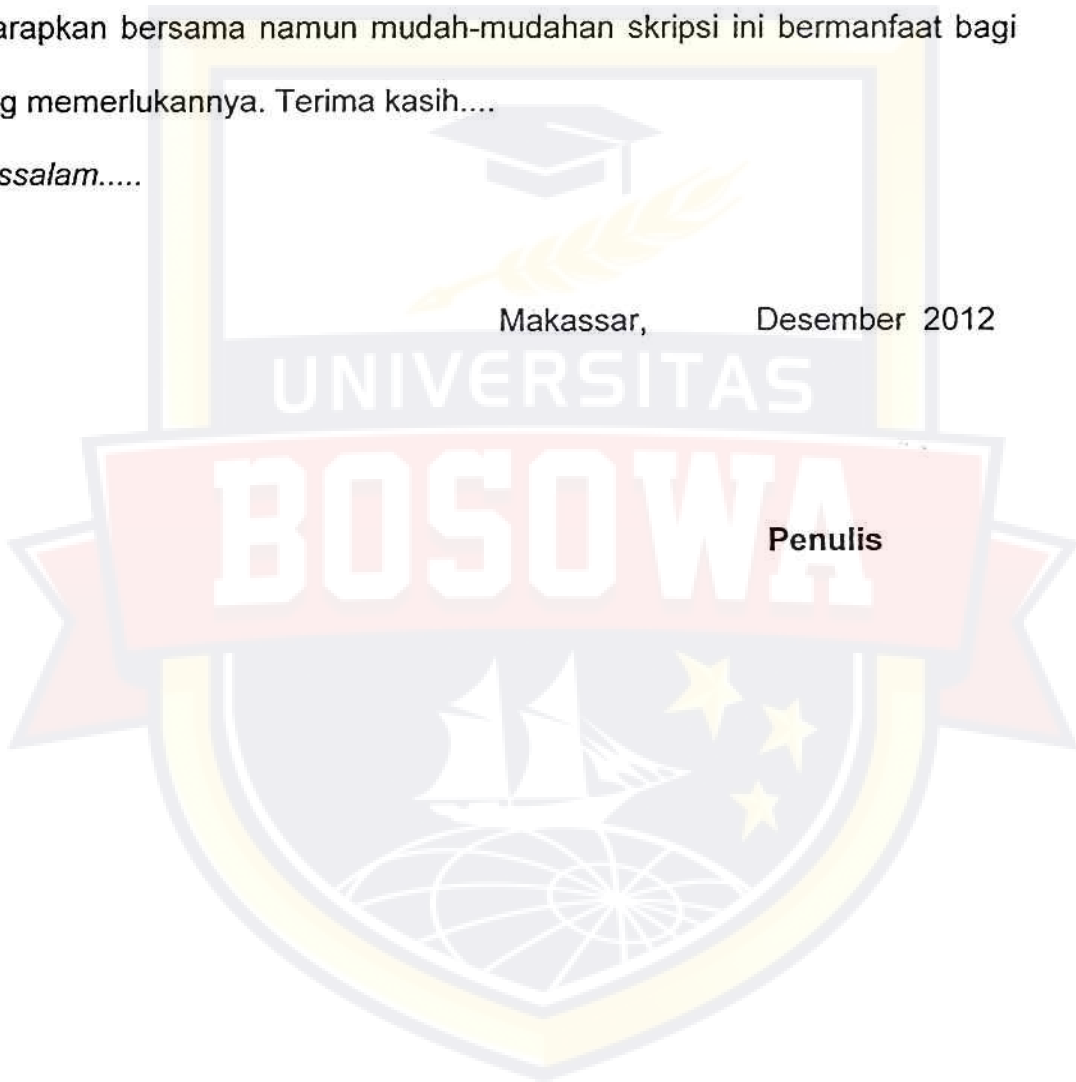 arapkan bersama namun mudah-mudahan skripsi ini bermanfaat bagi
g memerlukannya. Terima kasih....
ssalam.....
Makassar, Desember 2012
UNIVERSITAS
BOSOWA
Penulis